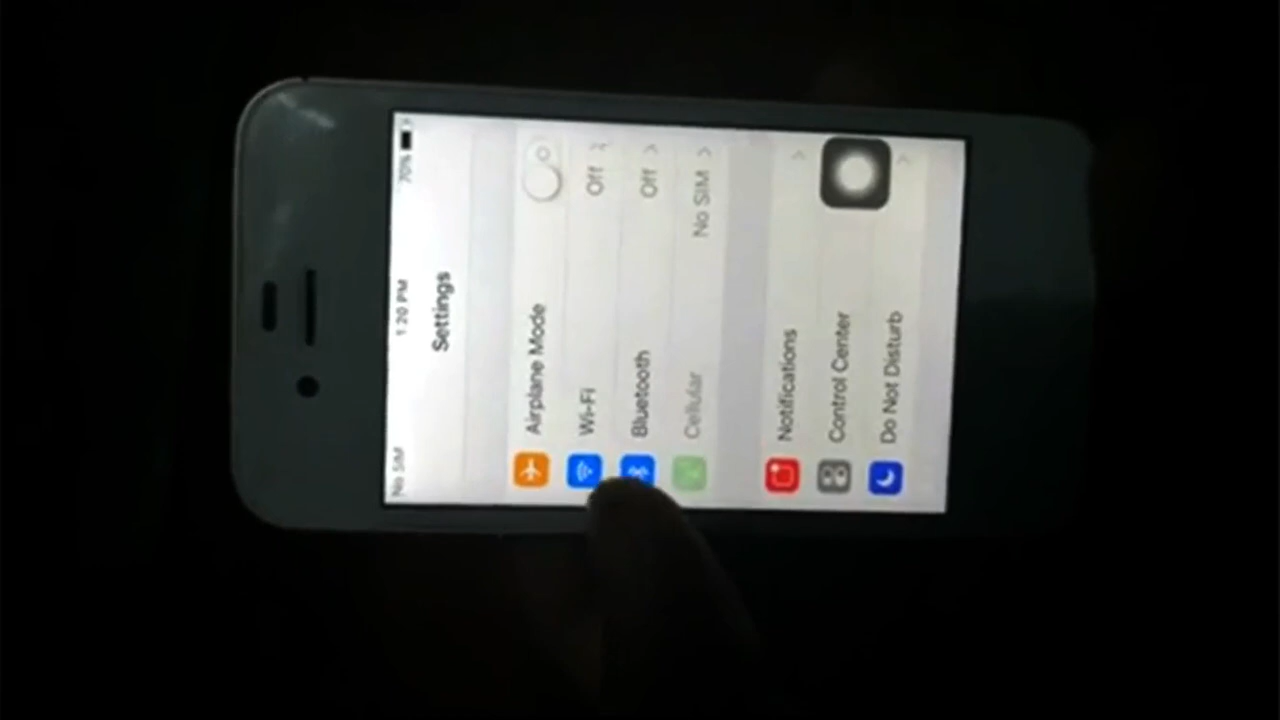 No SIM 1:20 PM 70%
Settings
Airplane Mode
Wi-Fi Off
Bluetooth Off
Cellular No SIM
Notifications
Control Center
Do Not Disturb